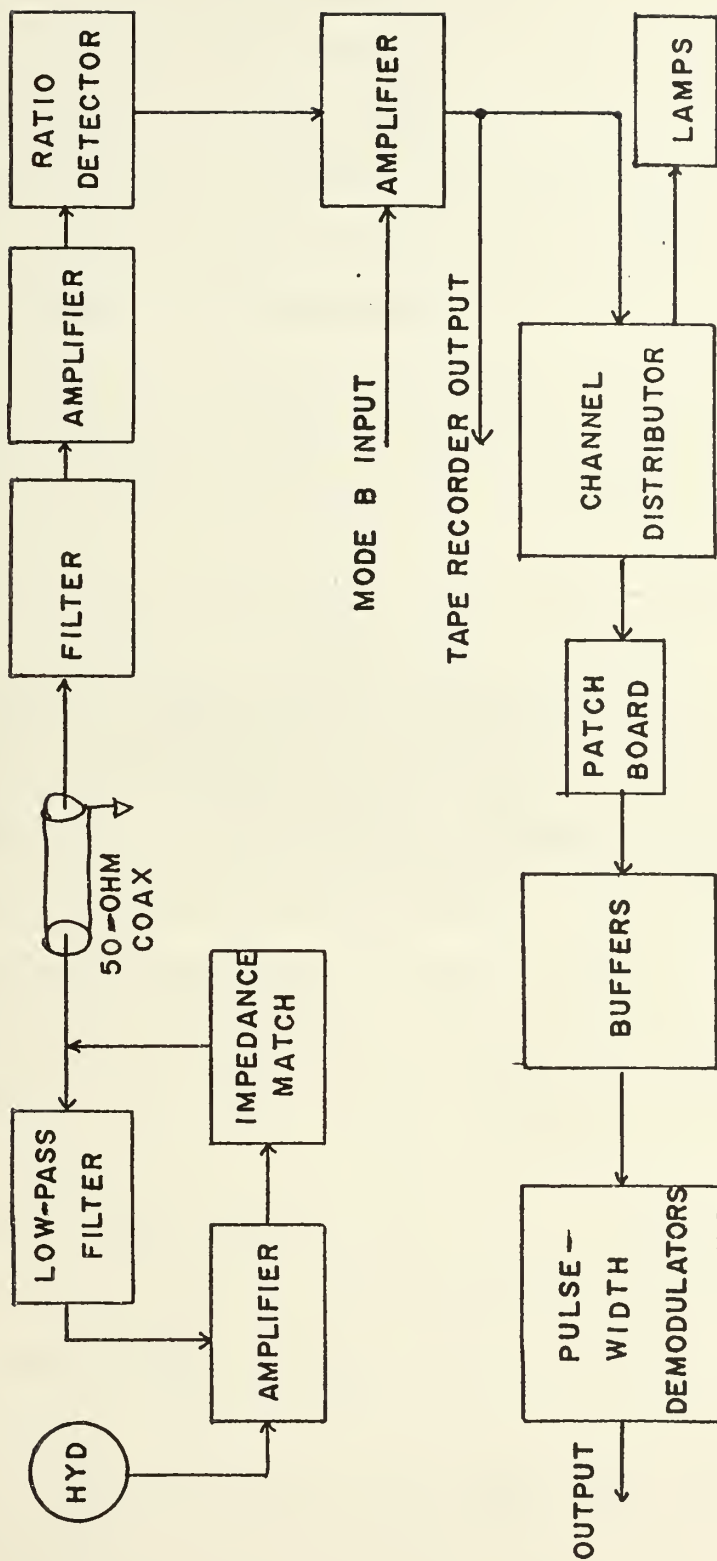 HYD
LOW-PASS
FILTER
AMPLIFIER
IMPEDANCE
MATCH
50-OHM
COAX
FILTER
AMPLIFIER
RATIO
DETECTOR
MODE B INPUT
AMPLIFIER
TAPE RECORDER OUTPUT
CHANNEL
DISTRIBUTOR
LAMPS
PATCH
BOARD
BUFFERS
PULSE-
WIDTH
DEMODULATORS
OUTPUT